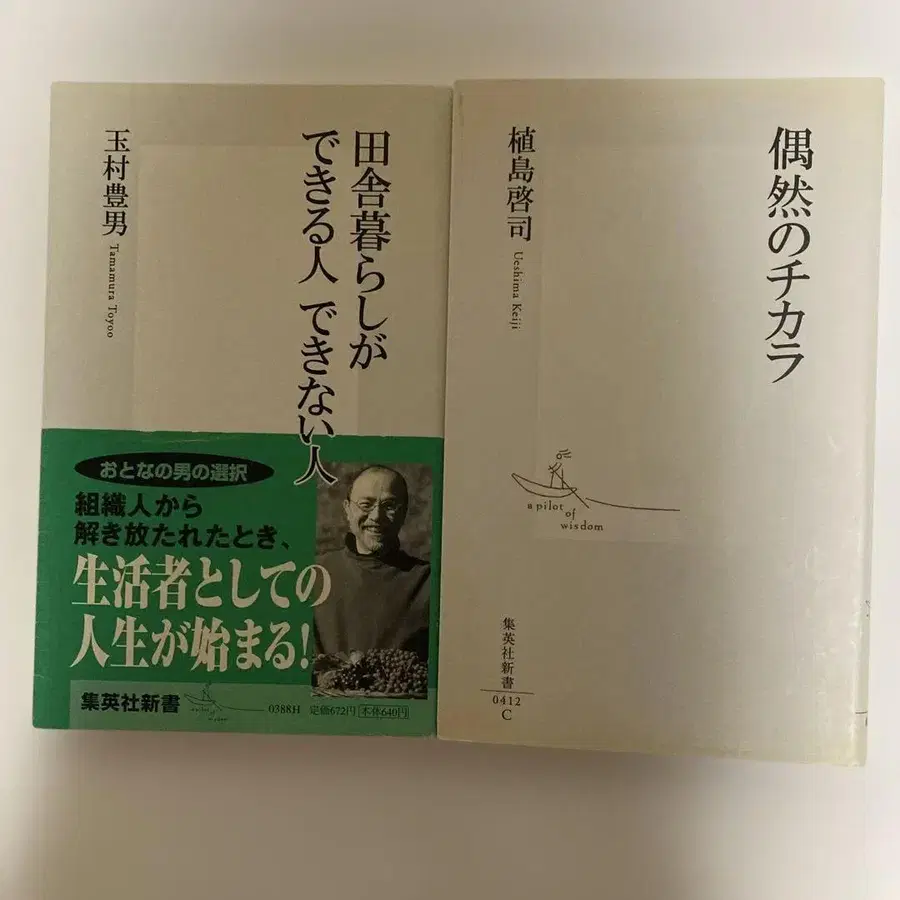 田舎暮らしが
できる人 できない人
玉村豊男
Tamamura Toyoo
おとなの男の選択
組織人から
解き放たれたとき、
生活者としての
人生が始まる!
集英社新書
a pilot of wisdom
0388H 定価672円 本体640円
偶然のチカラ
植島啓司
Ueshima Keiji
a pilot
of
wisdom
集英社新書
0412
C